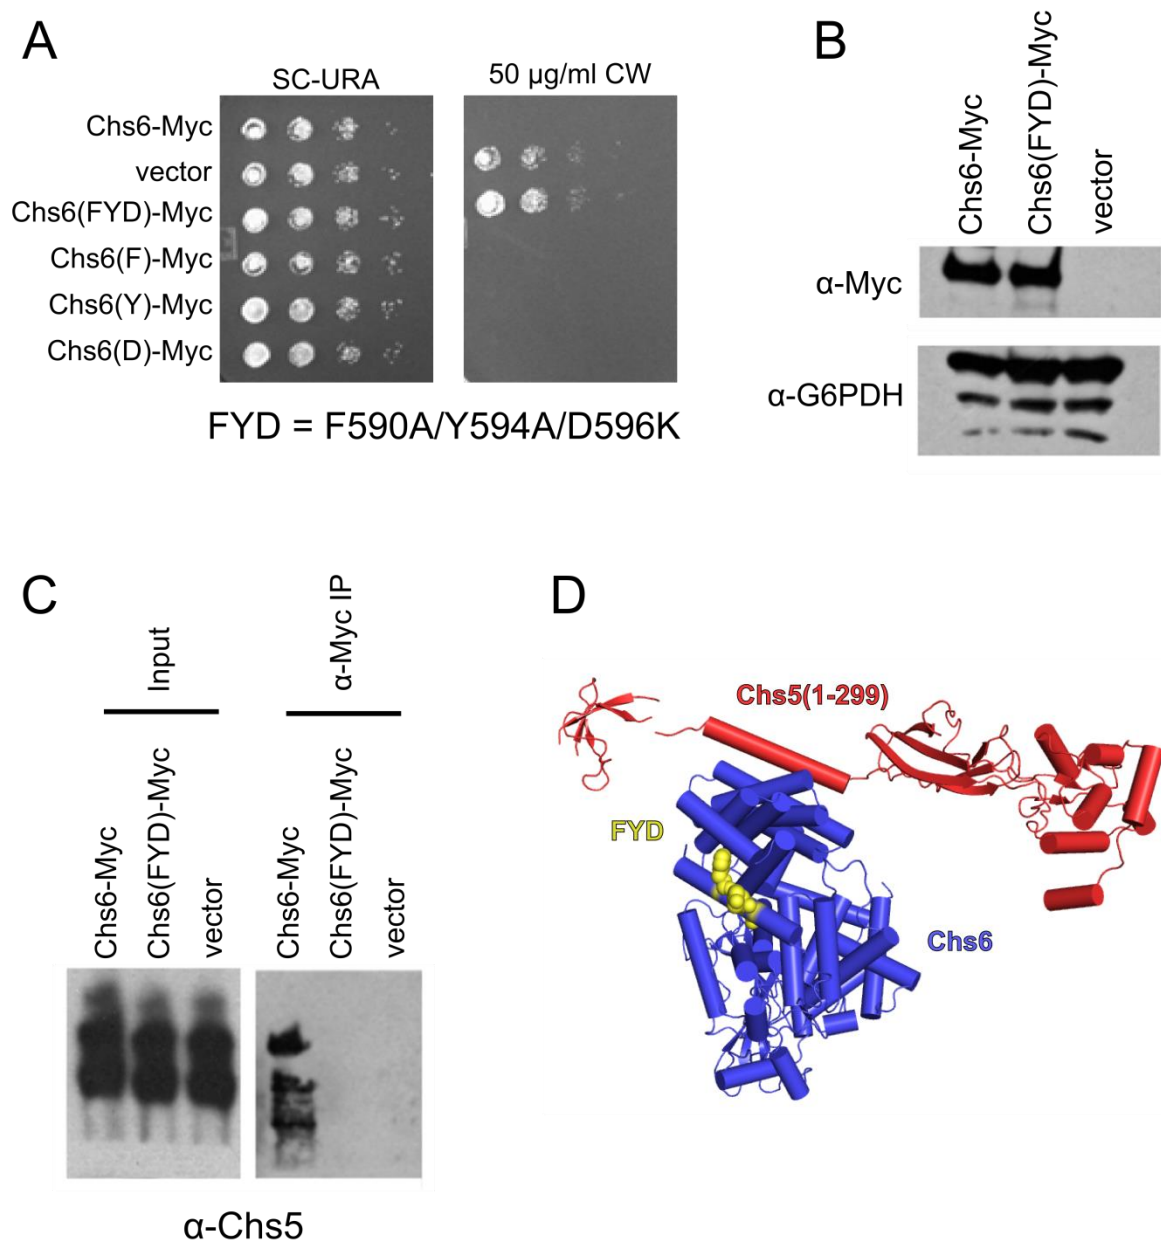 A
SC-URA
50 µg/ml CW
Chs6-Myc
vector
Chs6(FYD)-Myc
Chs6(F)-Myc
Chs6(Y)-Myc
Chs6(D)-Myc
FYD = F590A/Y594A/D596K
B
Chs6-Myc
Chs6(FYD)-Myc
vector
α-Myc
α-G6PDH
C
Input
α-Myc IP
Chs6-Myc
Chs6(FYD)-Myc
vector
Chs6-Myc
Chs6(FYD)-Myc
vector
α-Chs5
D
Chs5(1-299)
FYD
Chs6